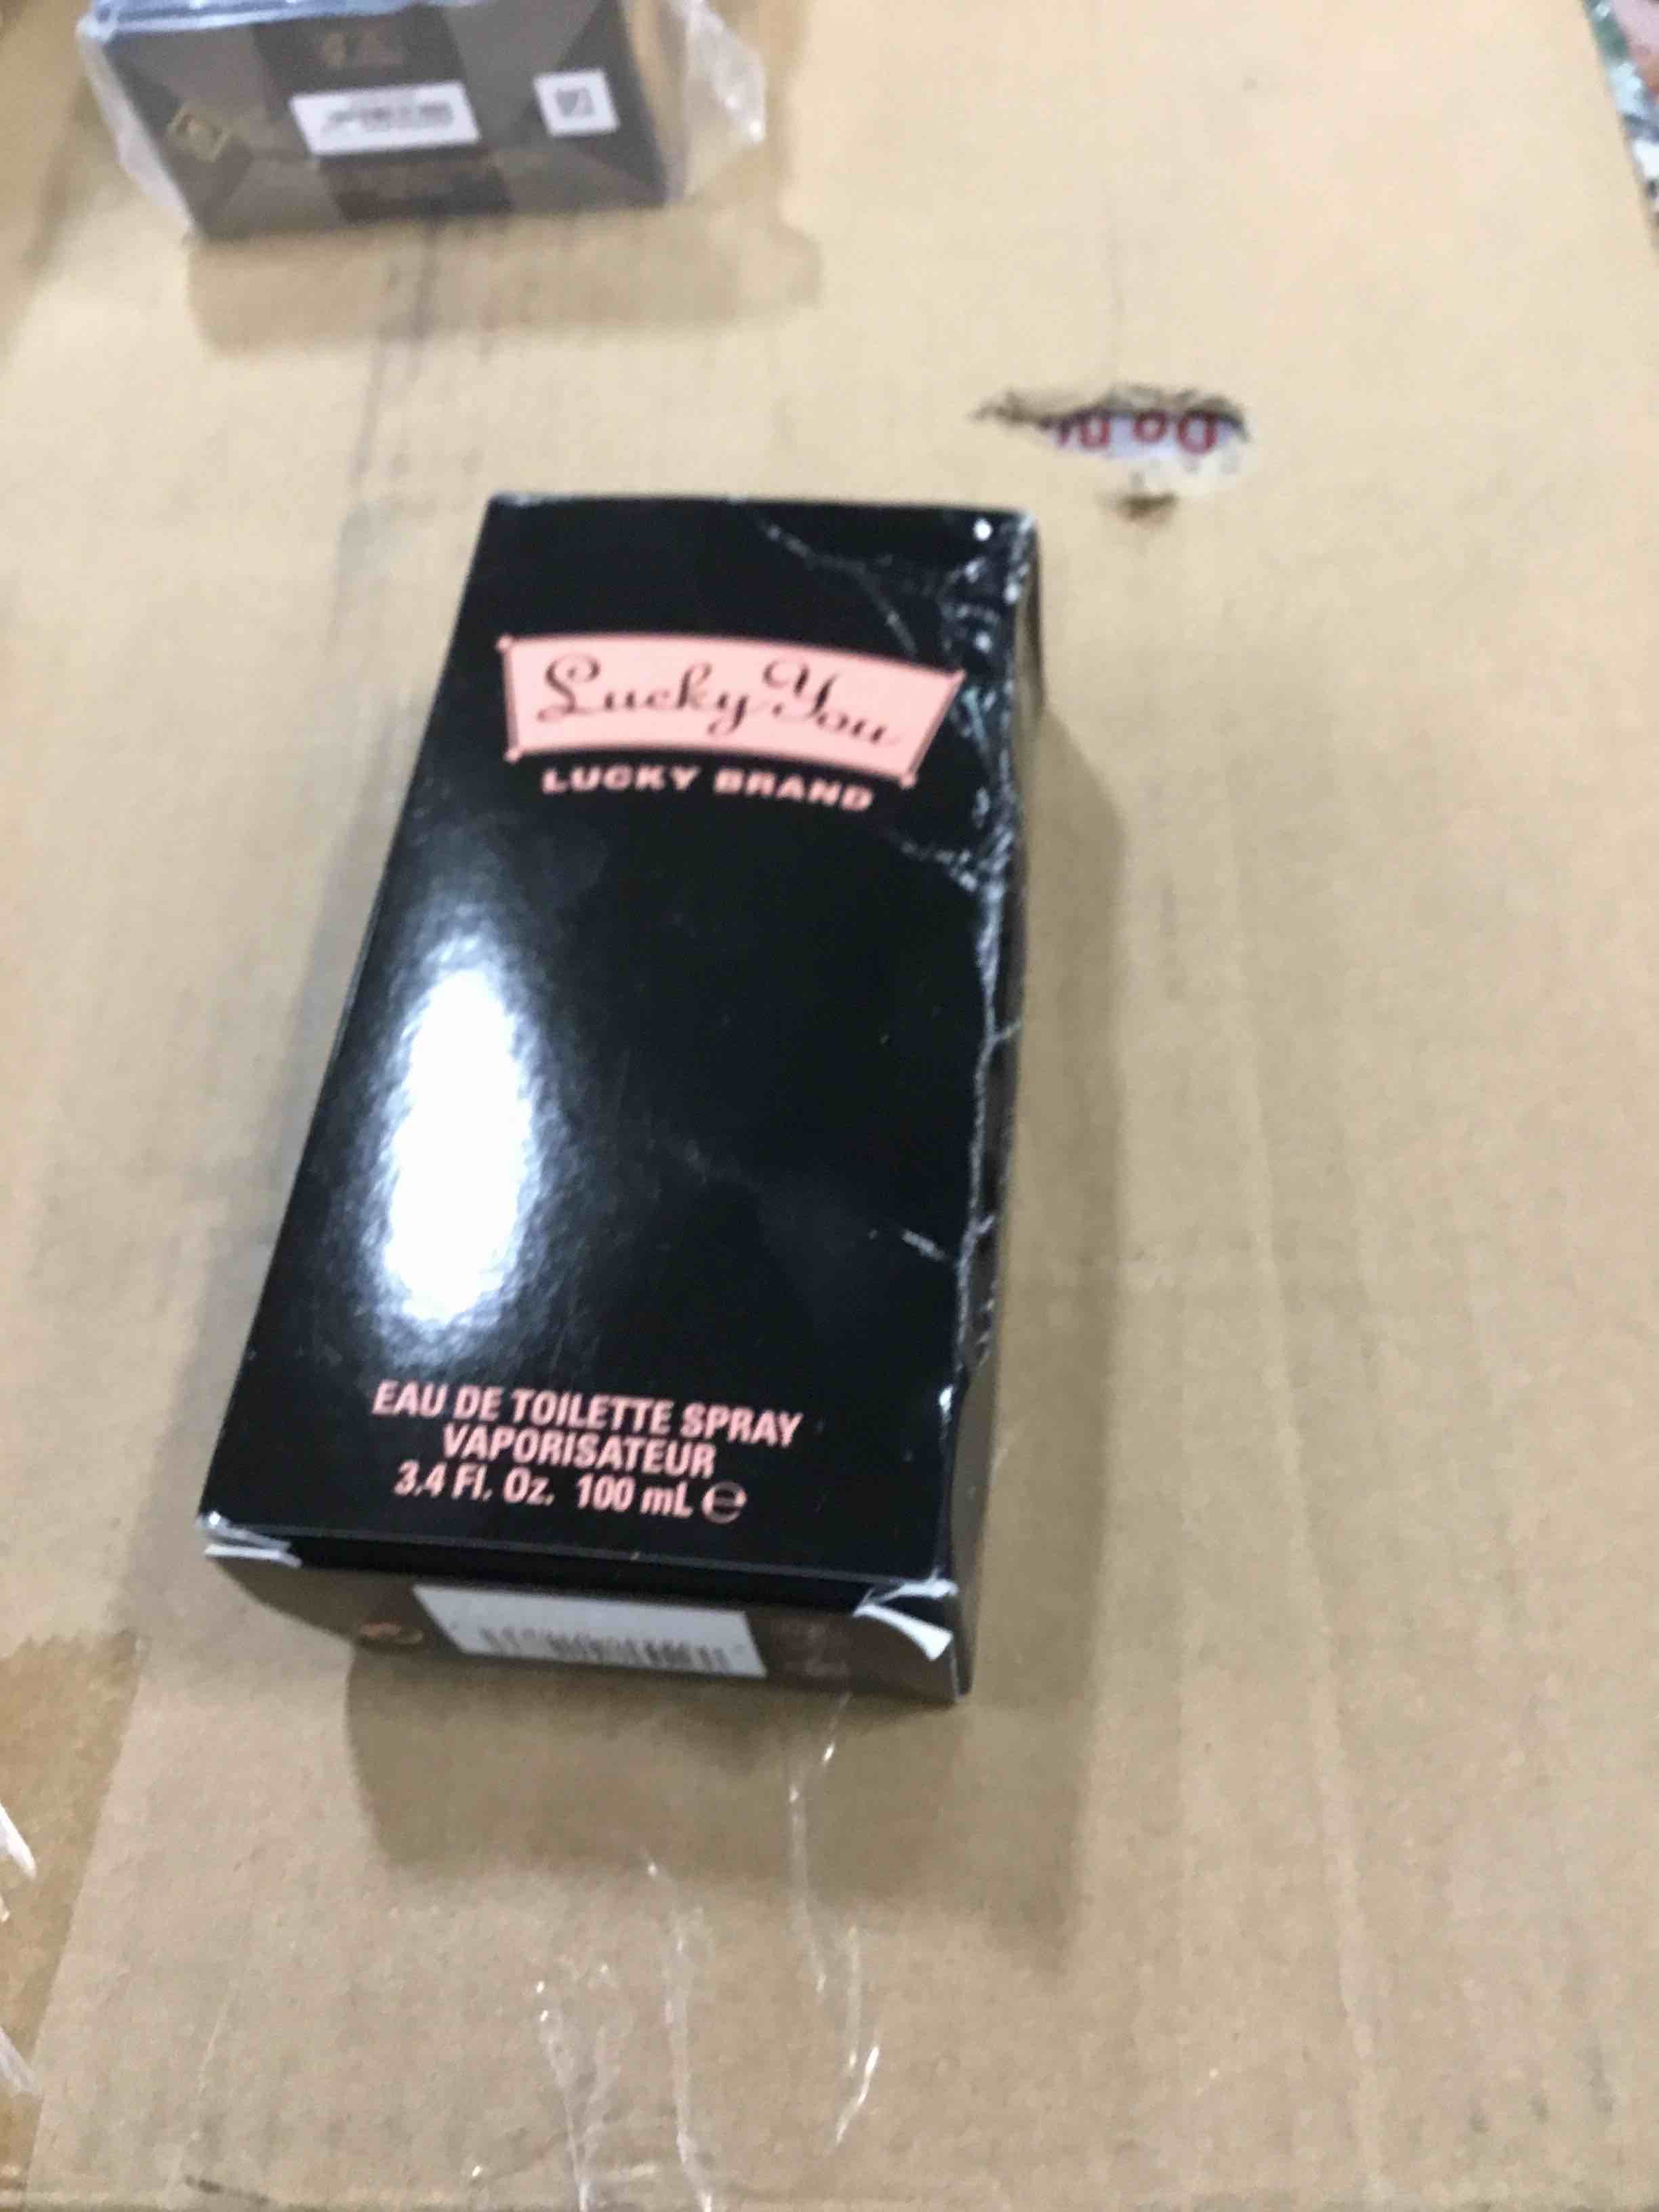 Lucky You
LUCKY BRAND
EAU DE TOILETTE SPRAY
VAPORISATEUR
3.4 Fl. Oz. 100 mL ℮